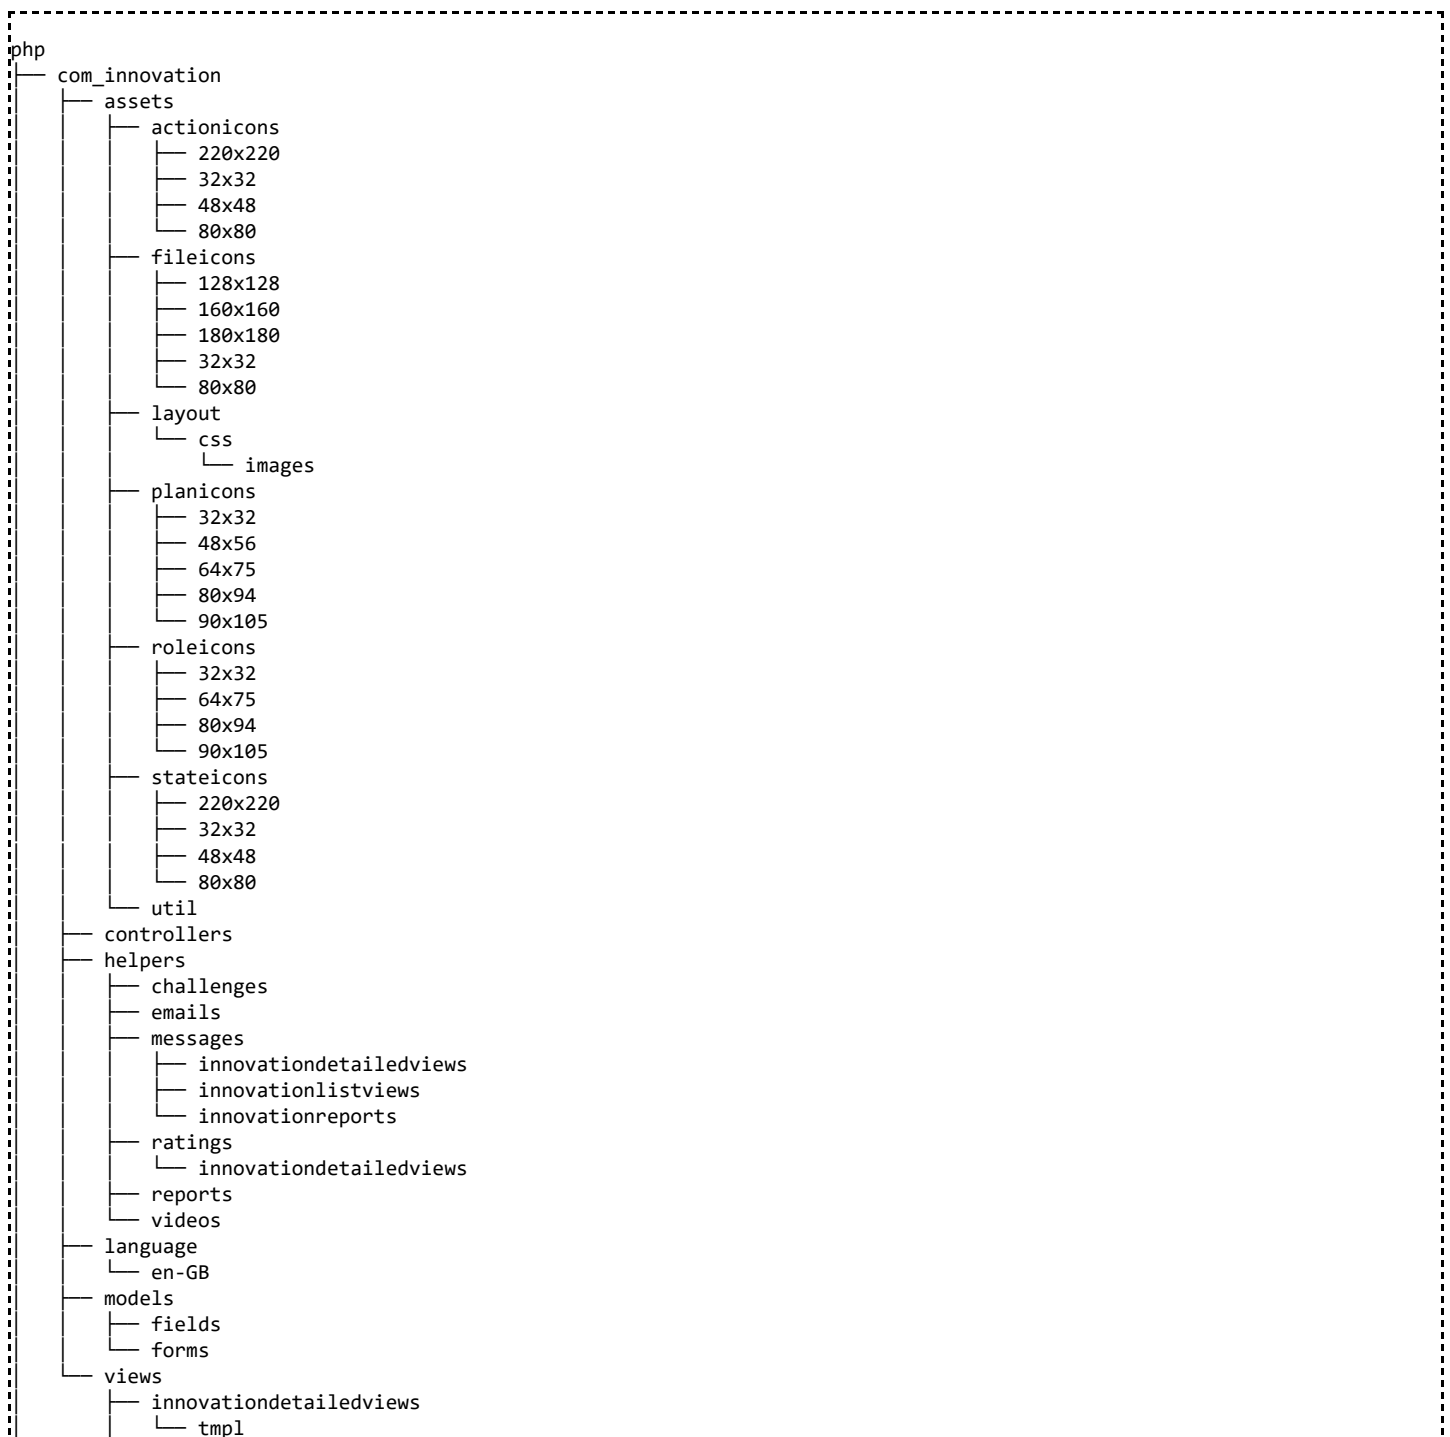 php
├── com_innovation
│   ├── assets
│   │   ├── actionicons
│   │   │   ├── 220x220
│   │   │   ├── 32x32
│   │   │   ├── 48x48
│   │   │   └── 80x80
│   │   ├── fileicons
│   │   │   ├── 128x128
│   │   │   ├── 160x160
│   │   │   ├── 180x180
│   │   │   ├── 32x32
│   │   │   └── 80x80
│   │   ├── layout
│   │   │   └── css
│   │   │       └── images
│   │   ├── planicons
│   │   │   ├── 32x32
│   │   │   ├── 48x56
│   │   │   ├── 64x75
│   │   │   ├── 80x94
│   │   │   └── 90x105
│   │   ├── roleicons
│   │   │   ├── 32x32
│   │   │   ├── 64x75
│   │   │   ├── 80x94
│   │   │   └── 90x105
│   │   ├── stateicons
│   │   │   ├── 220x220
│   │   │   ├── 32x32
│   │   │   ├── 48x48
│   │   │   └── 80x80
│   │   └── util
│   ├── controllers
│   ├── helpers
│   │   ├── challenges
│   │   ├── emails
│   │   ├── messages
│   │   │   ├── innovationdetailedviews
│   │   │   ├── innovationlistviews
│   │   │   └── innovationreports
│   │   ├── ratings
│   │   │   └── innovationdetailedviews
│   │   ├── reports
│   │   └── videos
│   ├── language
│   │   └── en-GB
│   ├── models
│   │   ├── fields
│   │   └── forms
│   └── views
│       ├── innovationdetailedviews
│       │   └── tmpl